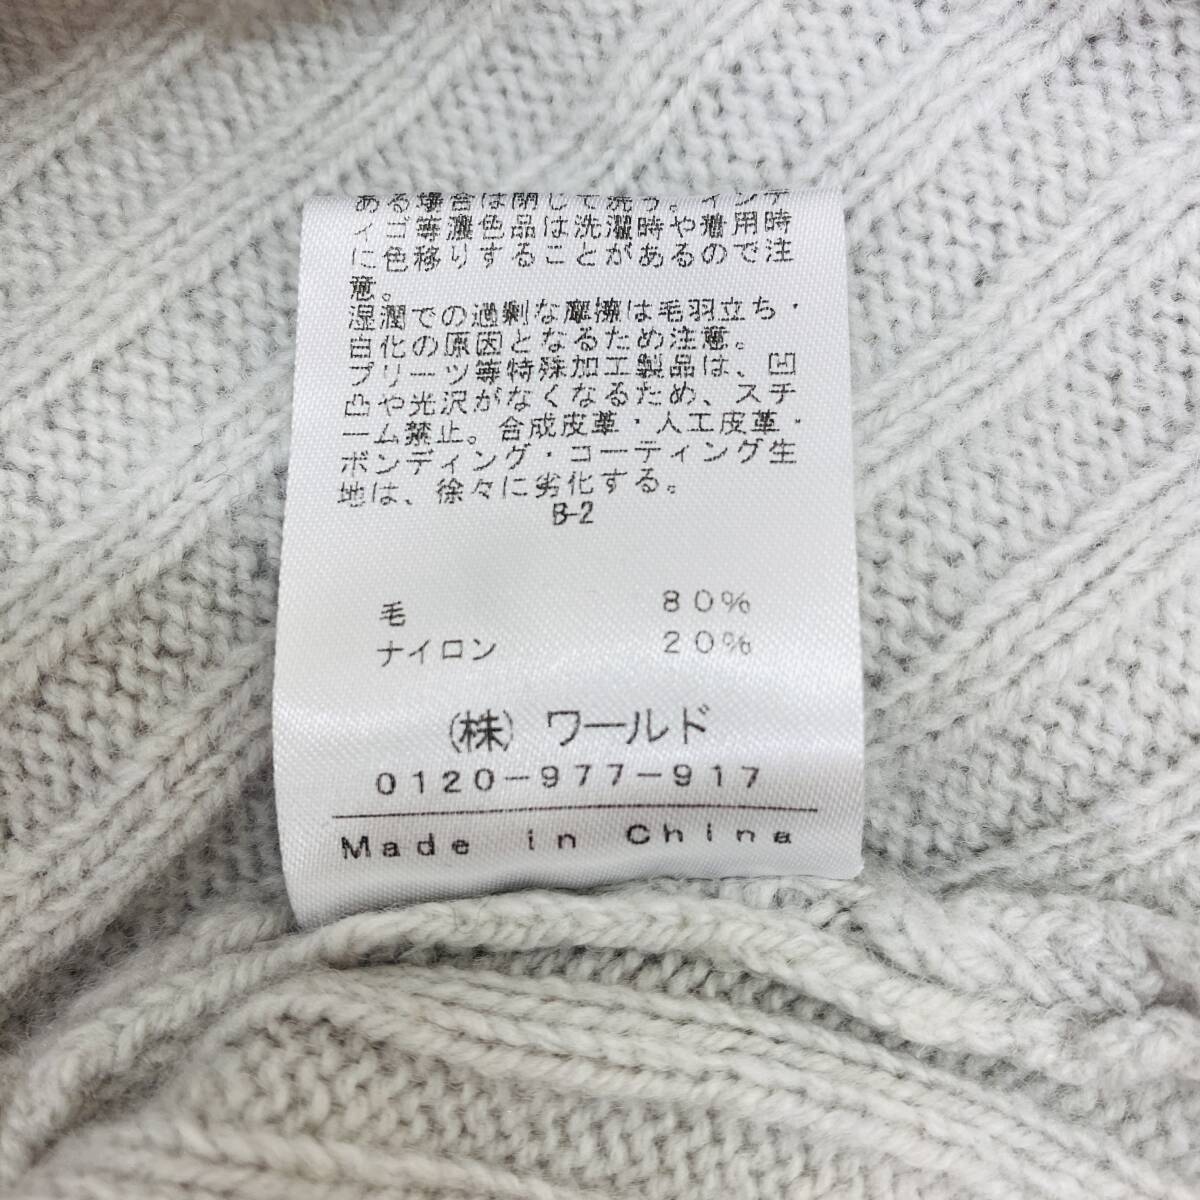 ある場合は閉じて洗う。インデ
ィゴ等濃色品は洗濯時や着用時
に色移りすることがあるので注
意。
湿潤での過剰な摩擦は毛羽立ち・
白化の原因となるため注意。
プリーツ等特殊加工製品は、凹
凸や光沢がなくなるため、スチ
ーム禁止。合成皮革・人工皮革・
ボンディング・コーティング生
地は、徐々に劣化する。
B-2
毛 80%
ナイロン 20%
(株) ワールド
0120-977-917
Made in China